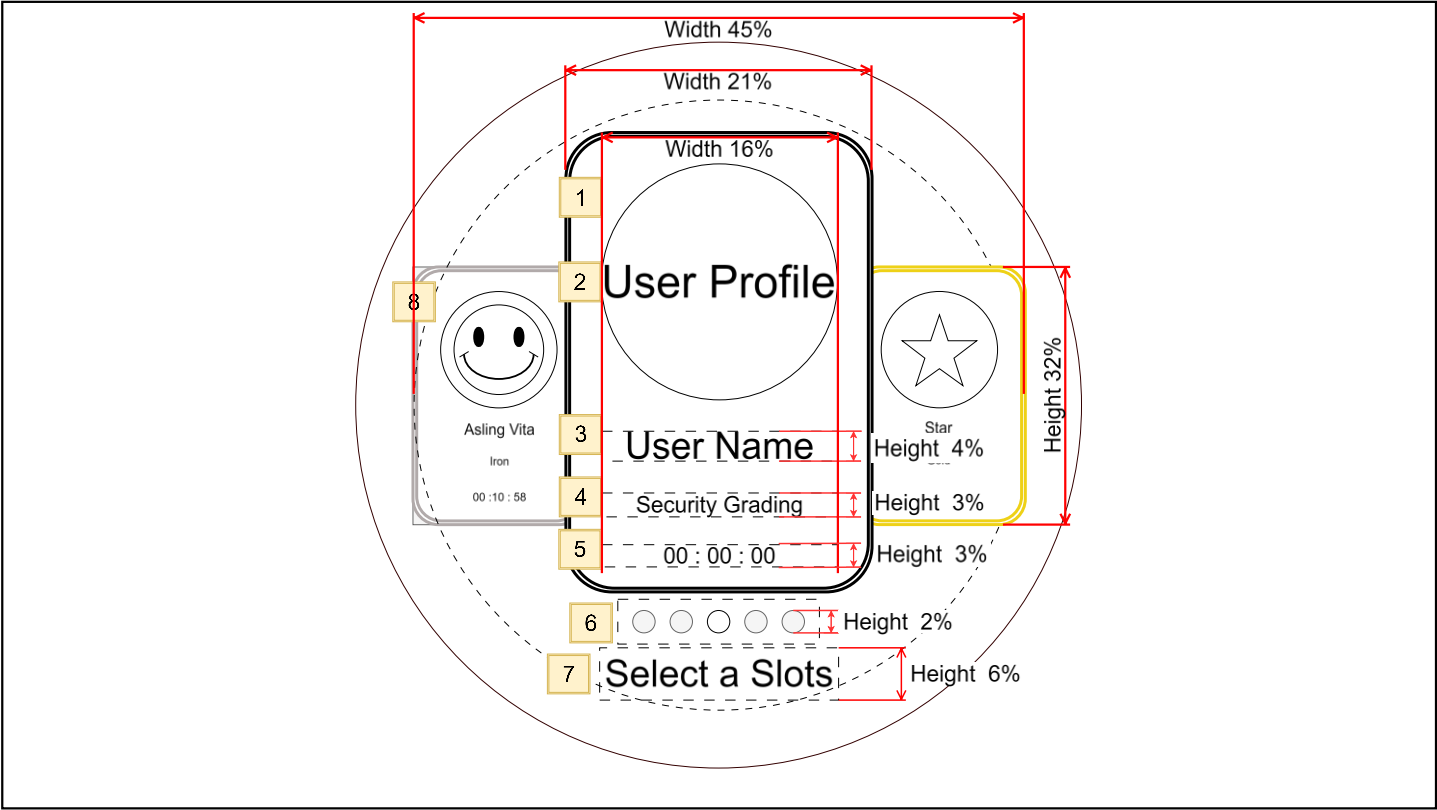 Width 45%
Width 21%
Width 16%
1
2
User Profile
8
Height 32%
Asling Vita
Iron
00 :10 : 58
Star
3
User Name
Height 4%
4
Security Grading
Height 3%
5
00 : 00 : 00
Height 3%
6
Height 2%
7
Select a Slots
Height 6%